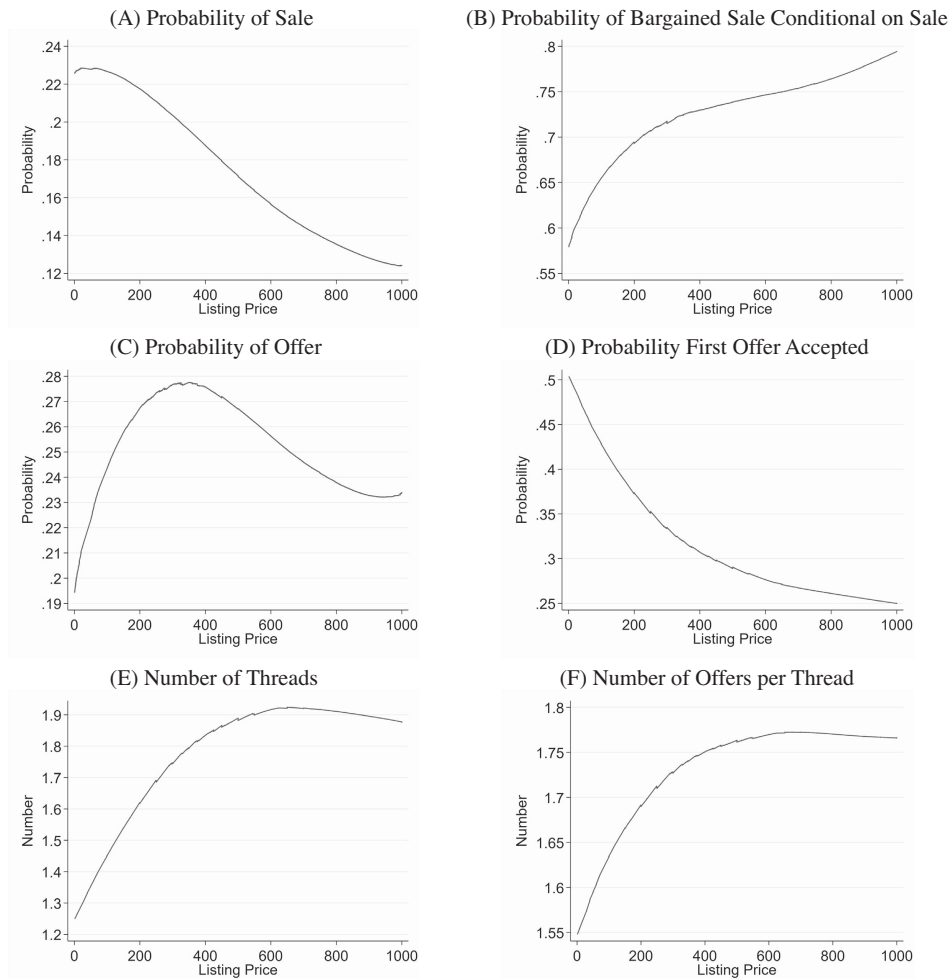 (A) Probability of Sale
.24
.22
.2
.18
.16
.14
.12
Probability
0 200 400 600 800 1000
Listing Price
(B) Probability of Bargained Sale Conditional on Sale
.8
.75
.7
.65
.6
.55
Probability
0 200 400 600 800 1000
Listing Price
(C) Probability of Offer
.28
.27
.26
.25
.24
.23
.22
.21
.2
.19
Probability
0 200 400 600 800 1000
Listing Price
(D) Probability First Offer Accepted
.5
.45
.4
.35
.3
.25
Probability
0 200 400 600 800 1000
Listing Price
(E) Number of Threads
1.9
1.8
1.7
1.6
1.5
1.4
1.3
1.2
Number
0 200 400 600 800 1000
Listing Price
(F) Number of Offers per Thread
1.8
1.75
1.7
1.65
1.6
1.55
Number
0 200 400 600 800 1000
Listing Price